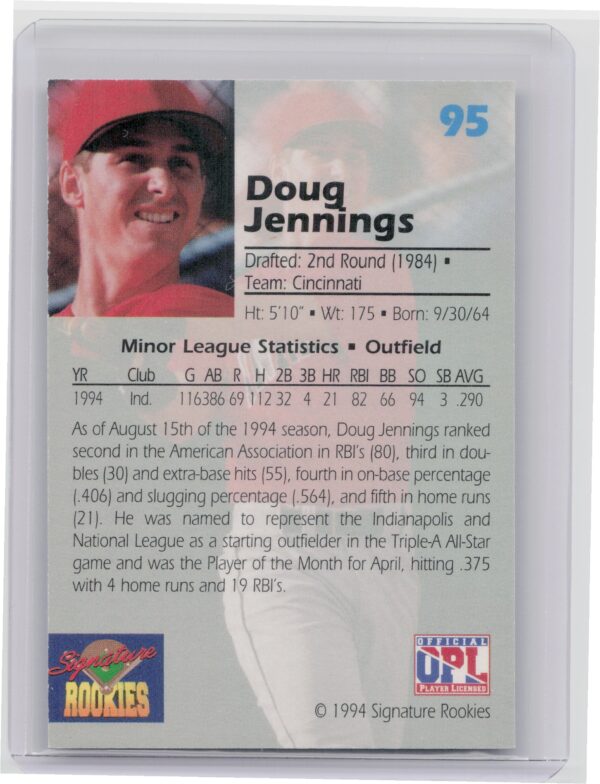 95
Doug
Jennings
Drafted: 2nd Round (1984) ▪
Team: Cincinnati
Ht: 5'10" ▪ Wt: 175 ▪ Born: 9/30/64
Minor League Statistics ▪ Outfield
YR Club G AB R H 2B 3B HR RBI BB SO SB AVG
1994 Ind. 116 386 69 112 32 4 21 82 66 94 3 .290
As of August 15th of the 1994 season, Doug Jennings ranked
second in the American Association in RBI's (80), third in dou-
bles (30) and extra-base hits (55), fourth in on-base percentage
(.406) and slugging percentage (.564), and fifth in home runs
(21). He was named to represent the Indianapolis and
National League as a starting outfielder in the Triple-A All-Star
game and was the Player of the Month for April, hitting .375
with 4 home runs and 19 RBI's.
Signature
ROOKIES
OFFICIAL
OPL
PLAYER LICENSED
© 1994 Signature Rookies